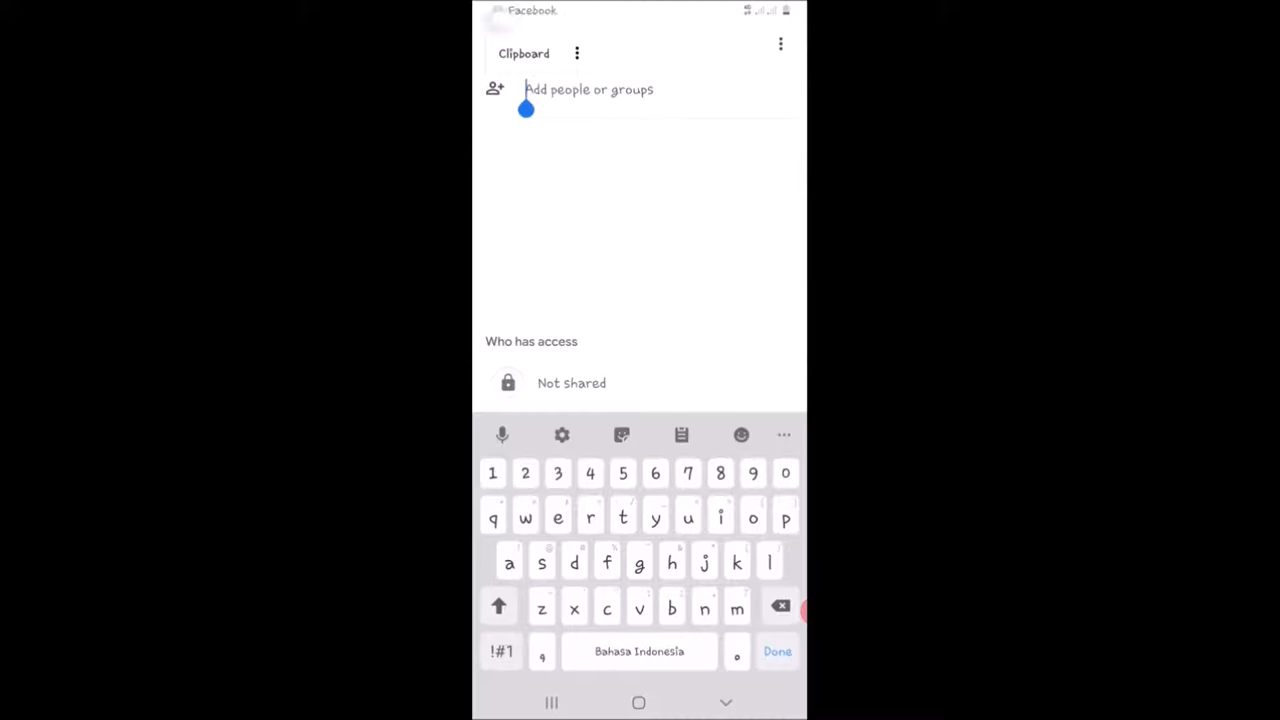 Facebook
Clipboard
Add people or groups
Who has access
Not shared
1 2 3 4 5 6 7 8 9 0
q w e r t y u i o p
a s d f g h j k l
z x c v b n m
!#1 , Bahasa Indonesia . Done